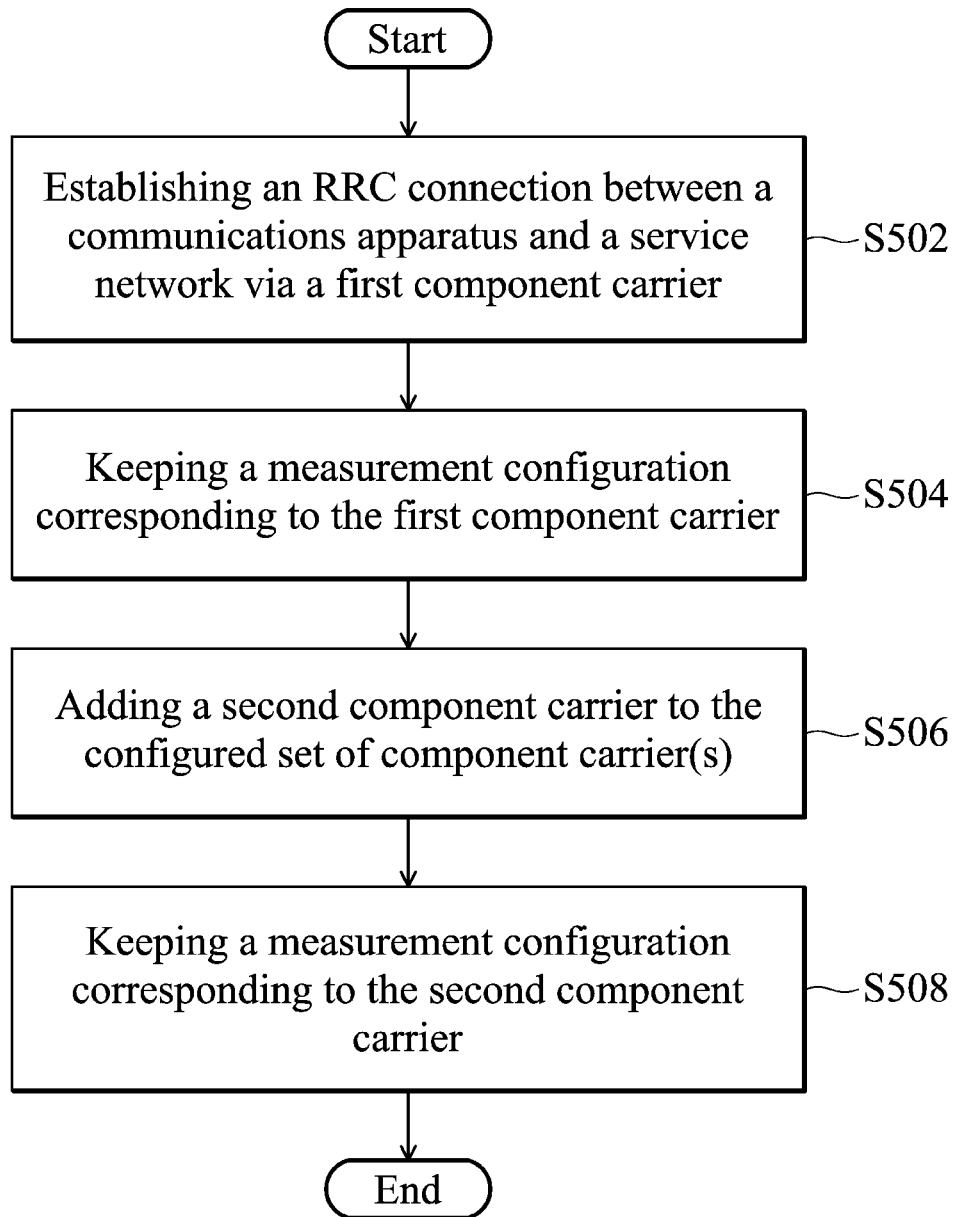 Start
Establishing an RRC connection between a
communications apparatus and a service
network via a first component carrier
S502
Keeping a measurement configuration
corresponding to the first component carrier
S504
Adding a second component carrier to the
configured set of component carrier(s)
S506
Keeping a measurement configuration
corresponding to the second component
carrier
S508
End